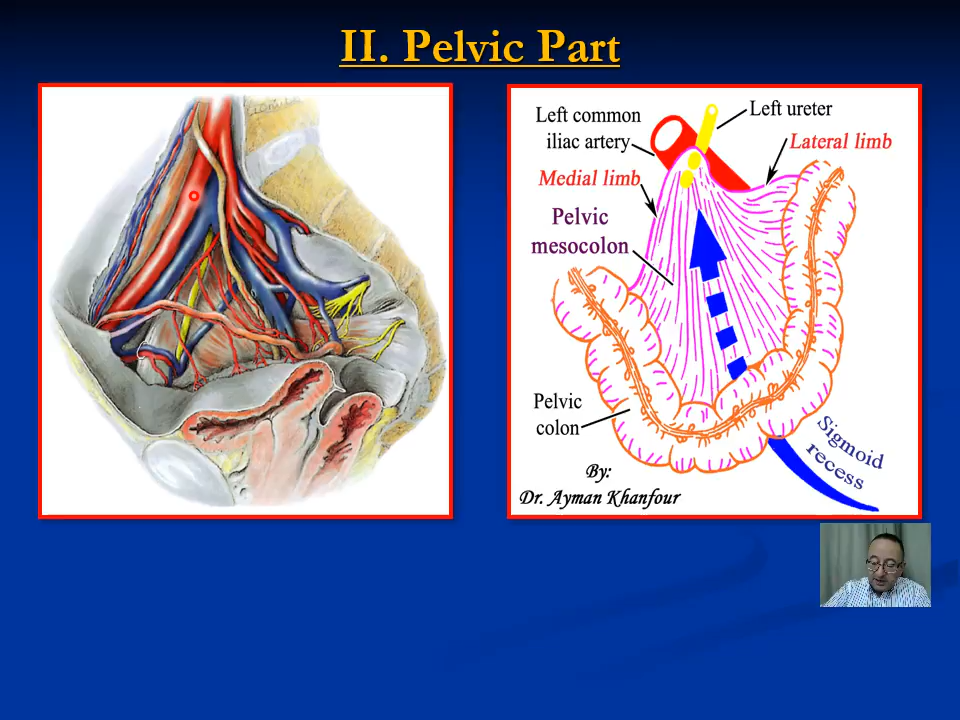 II. Pelvic Part
Left common
iliac artery
Left ureter
Lateral limb
Medial limb
Pelvic
mesocolon
Pelvic
colon
Sigmoid
recess
By:
Dr. Ayman Khanfour